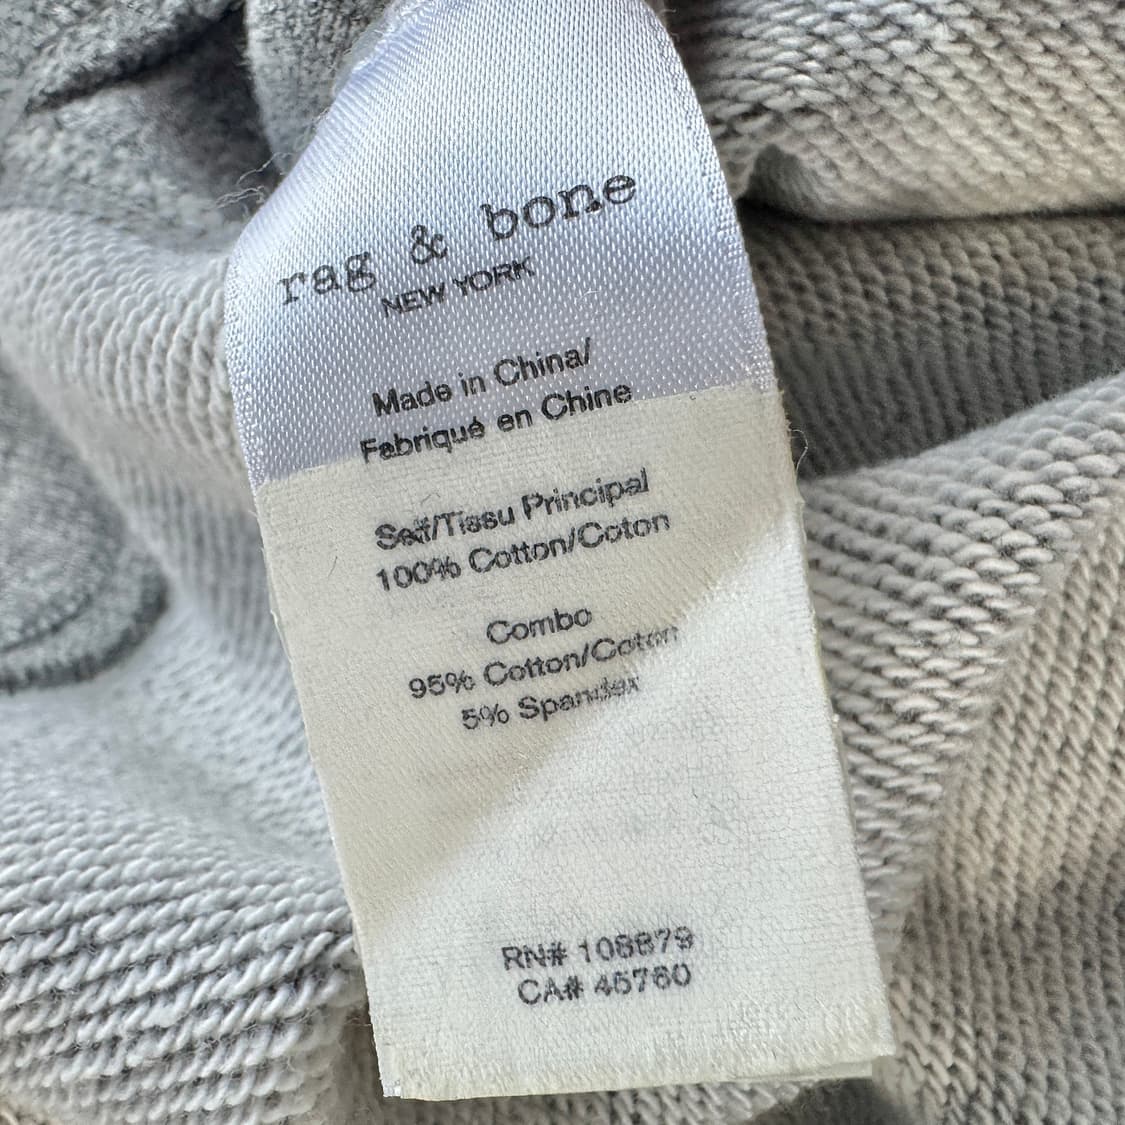 rag & bone
NEW YORK
Made in China/
Fabriqué en Chine
Self/Tissu Principal
100% Cotton/Coton
Combo
95% Cotton/Coton
5% Spandex
RN# 108879
CA# 45760